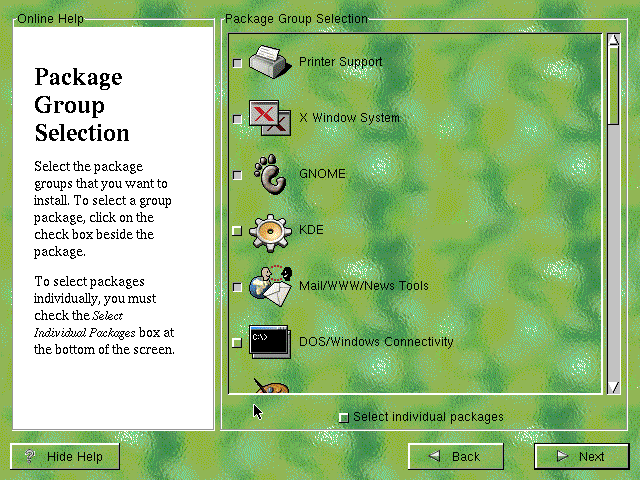 Online Help
Package
Group
Selection
Select the package
groups that you want to
install. To select a group
package, click on the
check box beside the
package.
To select packages
individually, you must
check the Select
Individual Packages box at
the bottom of the screen.
Package Group Selection
Printer Support
X Window System
GNOME
KDE
Mail/WWW/News Tools
C:\>
DOS/Windows Connectivity
Select individual packages
? Hide Help
Back
Next